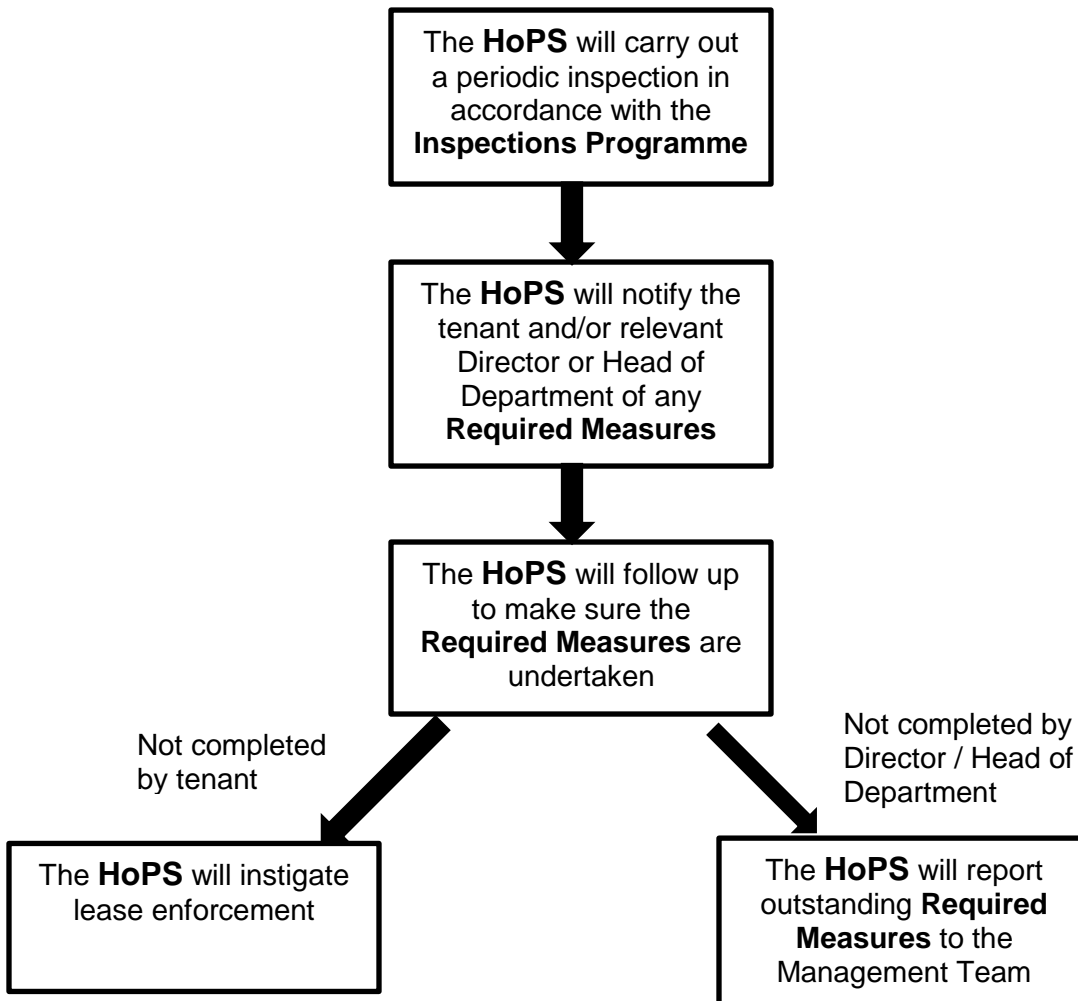 The HoPS will carry out
a periodic inspection in
accordance with the
Inspections Programme
The HoPS will notify the
tenant and/or relevant
Director or Head of
Department of any
Required Measures
The HoPS will follow up
to make sure the
Required Measures are
undertaken
Not completed
by tenant
Not completed by
Director / Head of
Department
The HoPS will instigate
lease enforcement
The HoPS will report
outstanding Required
Measures to the
Management Team